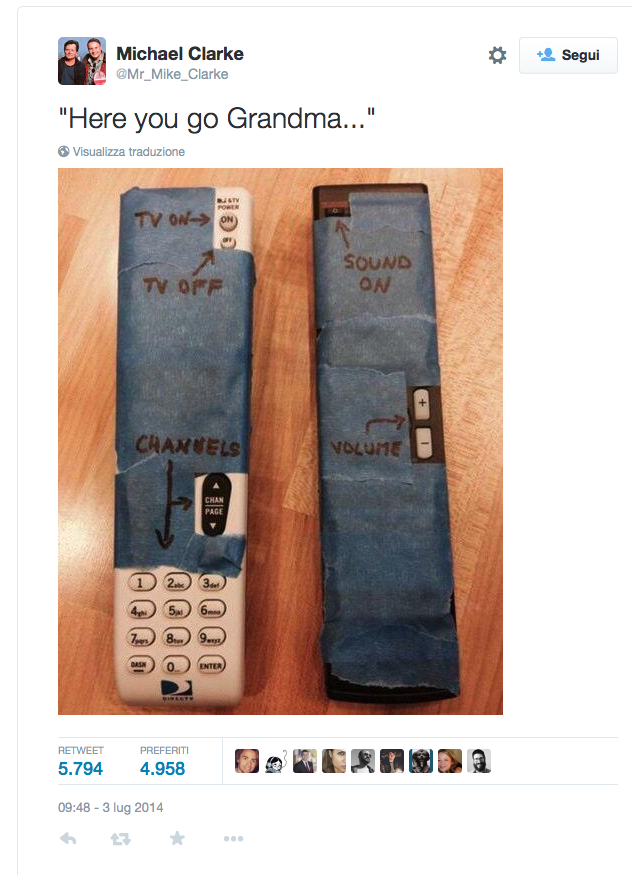 Michael Clarke
@Mr_Mike_Clarke
Segui
"Here you go Grandma..."
Visualizza traduzione
POWER
TV ON
ON
OFF
TV OFF
SOUND
ON
CHANNELS
+
VOLUME
−
CHAN
PAGE
1 2abc 3def
4ghi 5jkl 6mno
7pqrs 8tuv 9wxyz
DASH 0 ENTER
DIRECTV
RETWEET PREFERITI
5.794 4.958
09:48 - 3 lug 2014